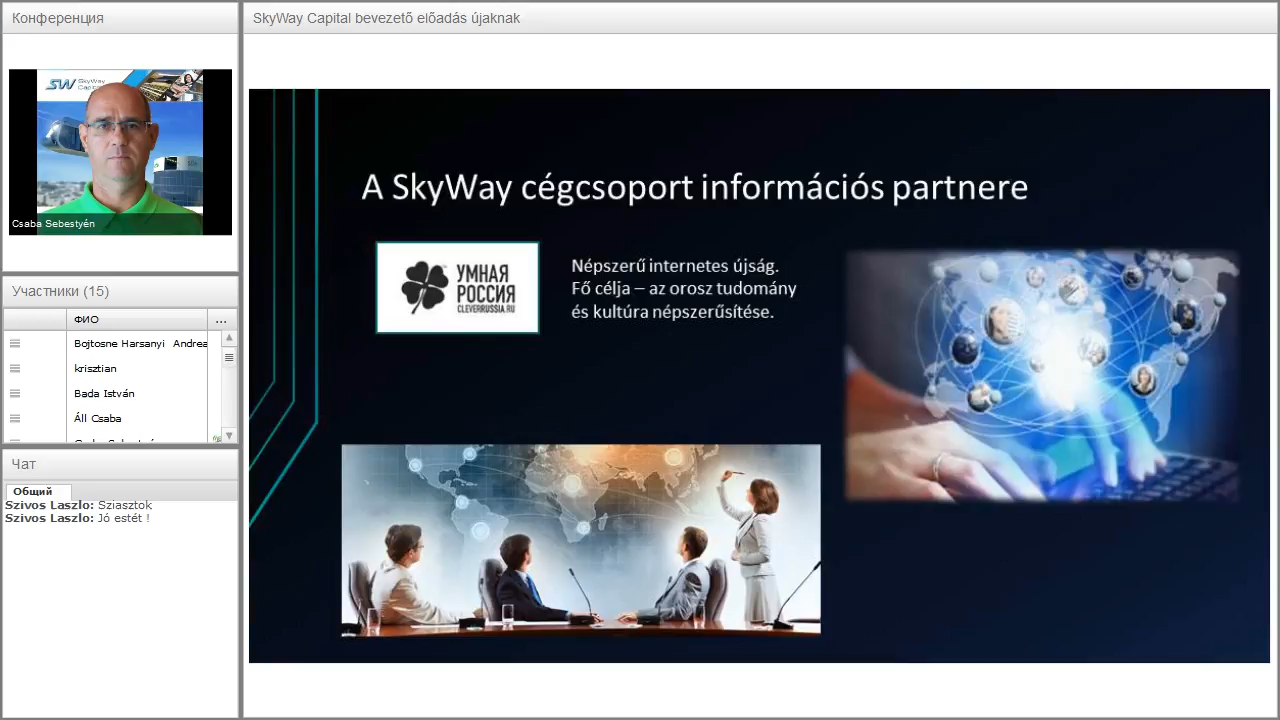 Конференция
SkyWay Capital bevezető előadás újaknak
SW SkyWay
Csaba Sebestyén
Участники (15)
ФИО ...
Bojtosne Harsányi Andrea
krisztian
Bada István
Áll Csaba
Чат
Общий
Szivos Laszlo: Sziasztok
Szivos Laszlo: Jó estét !
A SkyWay cégcsoport információs partnere
УМНАЯ
РОССИЯ
CLEVERRUSSIA.RU
Népszerű internetes újság.
Fő célja – az orosz tudomány
és kultúra népszerűsítése.